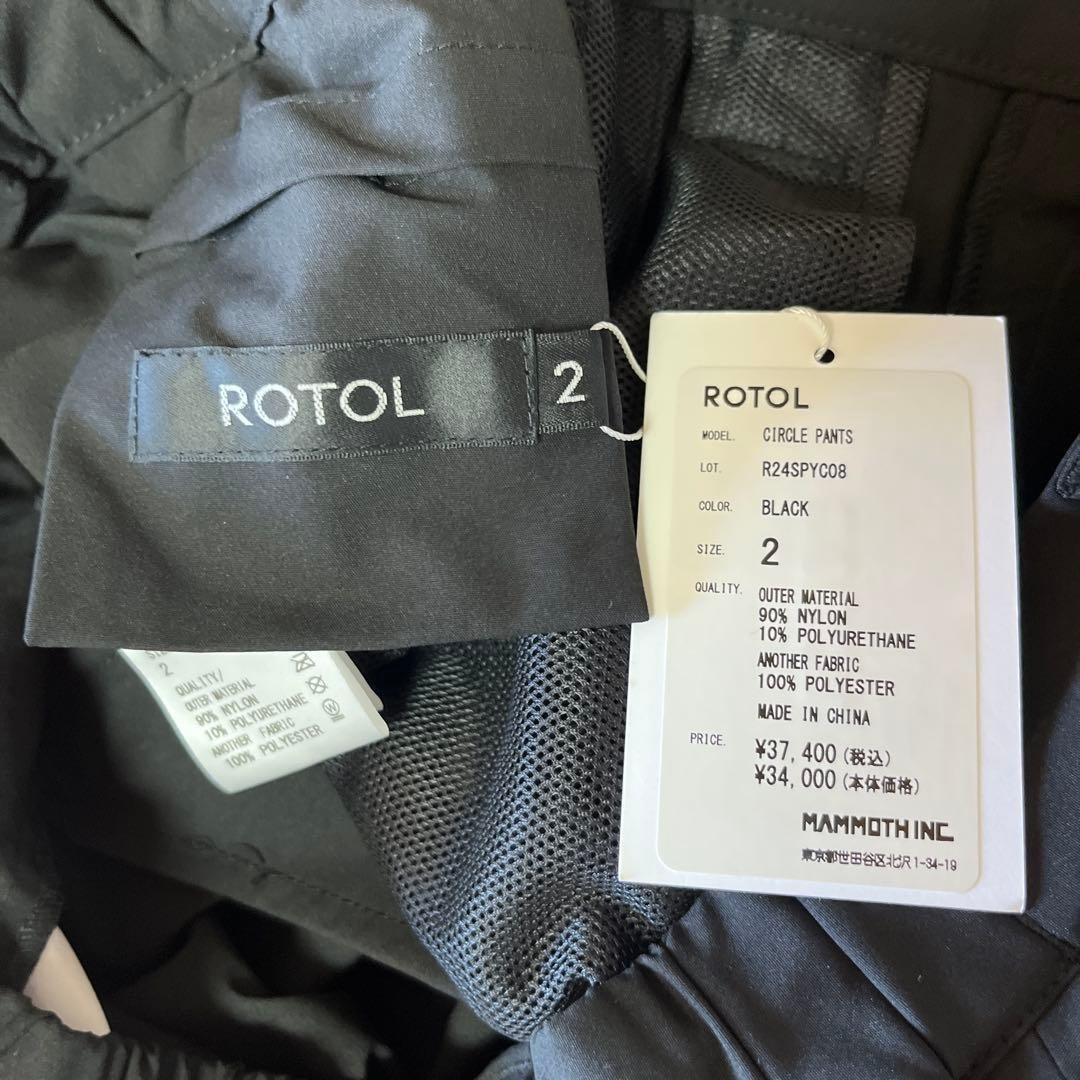 ROTOL 2
ROTOL
MODEL. CIRCLE PANTS
LOT. R24SPYC08
COLOR. BLACK
SIZE. 2
QUALITY. OUTER MATERIAL
90% NYLON
10% POLYURETHANE
ANOTHER FABRIC
100% POLYESTER
MADE IN CHINA
PRICE. ¥37,400(税込)
¥34,000(本体価格)
MAMMOTH INC.
東京都世田谷区北沢1-34-19
2
QUALITY/
OUTER MATERIAL
90% NYLON
10% POLYURETHANE
ANOTHER FABRIC
100% POLYESTER